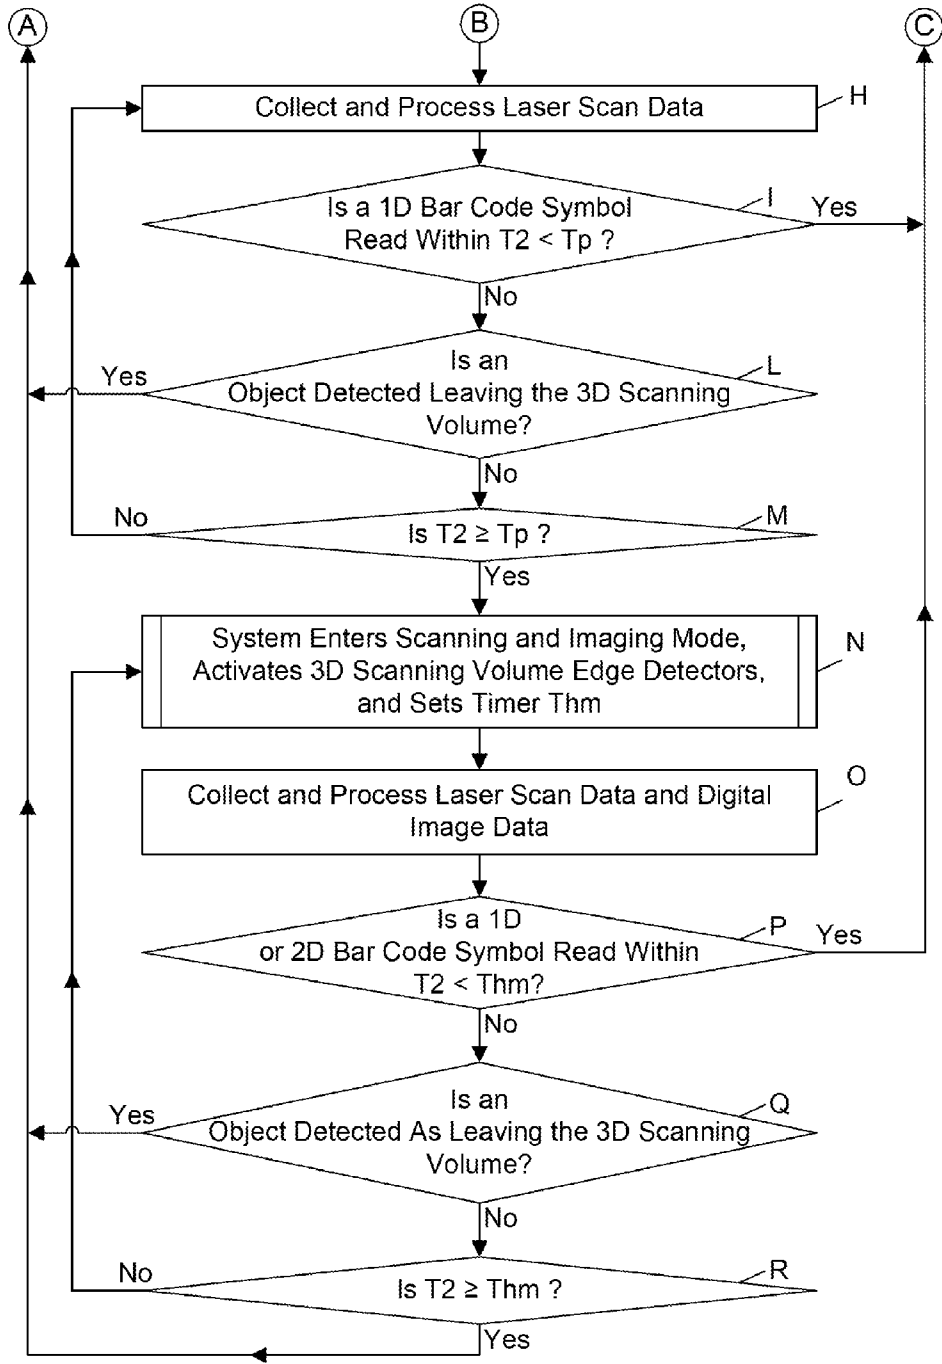 A
B
C
Collect and Process Laser Scan Data
H
Is a 1D Bar Code Symbol
Read Within T2 < Tp ?
I
Yes
No
Is an
Object Detected Leaving the 3D Scanning
Volume?
L
Yes
No
Is T2 ≥ Tp ?
M
No
Yes
System Enters Scanning and Imaging Mode,
Activates 3D Scanning Volume Edge Detectors,
and Sets Timer Thm
N
Collect and Process Laser Scan Data and Digital
Image Data
O
Is a 1D
or 2D Bar Code Symbol Read Within
T2 < Thm?
P
Yes
No
Is an
Object Detected As Leaving the 3D Scanning
Volume?
Q
Yes
No
Is T2 ≥ Thm ?
R
No
Yes